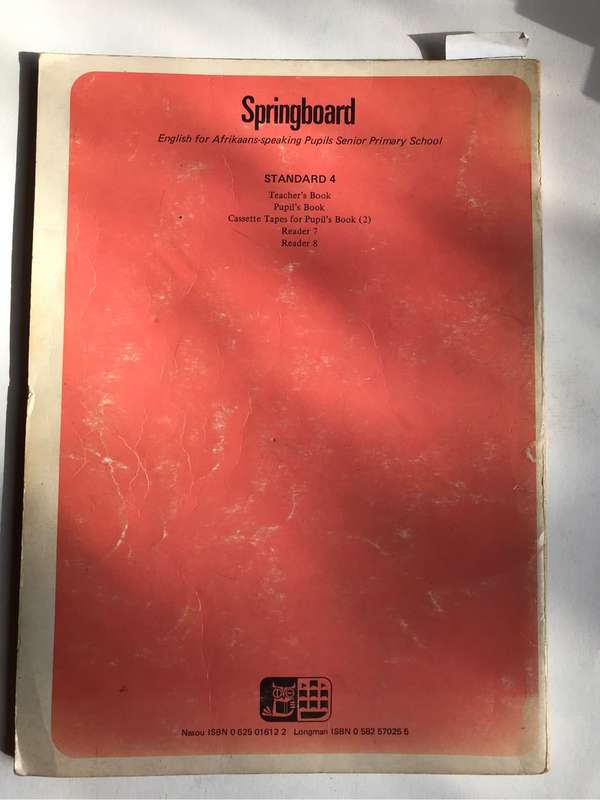 Springboard
English for Afrikaans-speaking Pupils Senior Primary School
STANDARD 4
Teacher's Book
Pupil's Book
Cassette Tapes for Pupil's Book (2)
Reader 7
Reader 8
Nasou ISBN 0 625 01612 2 Longman ISBN 0 582 57025 5